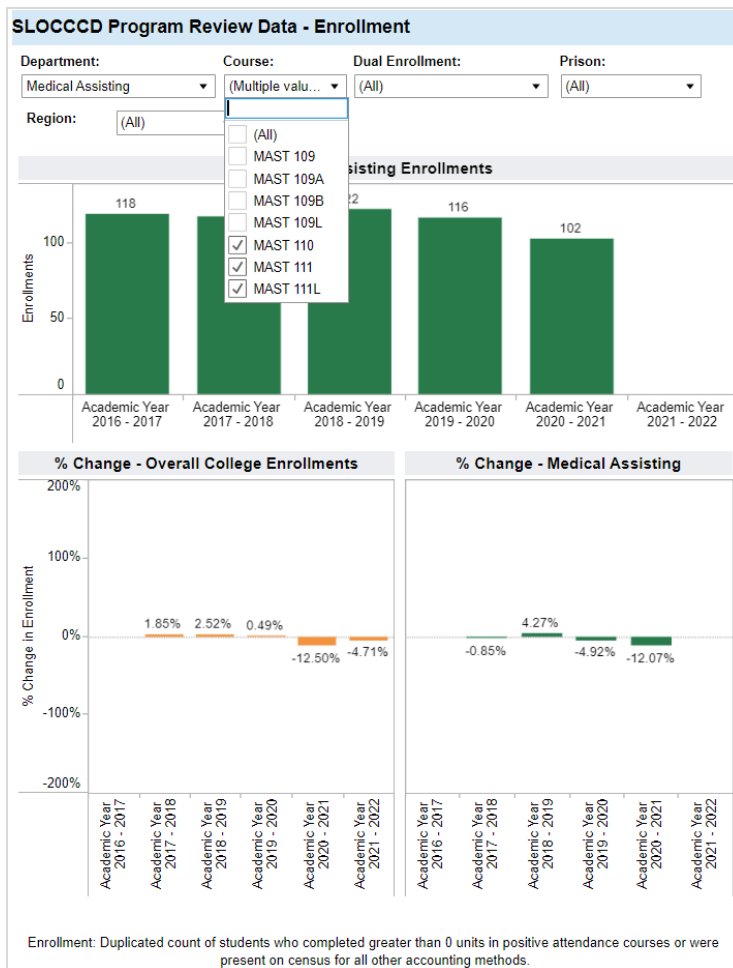 SLOCCCD Program Review Data - Enrollment
Department: Course: Dual Enrollment: Prison:
Medical Assisting (Multiple valu... (All) (All)
Region: (All)
(All)
MAST 109
MAST 109A
MAST 109B
MAST 109L
MAST 110
MAST 111
MAST 111L
Enrollments
118 116 102
100
50
0
Enrollments
Academic Year 2016 - 2017
Academic Year 2017 - 2018
Academic Year 2018 - 2019
Academic Year 2019 - 2020
Academic Year 2020 - 2021
Academic Year 2021 - 2022
% Change - Overall College Enrollments
200%
100%
0%
-100%
-200%
% Change in Enrollment
1.85% 2.52% 0.49% -12.50% -4.71%
Academic Year 2016 - 2017
Academic Year 2017 - 2018
Academic Year 2018 - 2019
Academic Year 2019 - 2020
Academic Year 2020 - 2021
Academic Year 2021 - 2022
% Change - Medical Assisting
-0.85% 4.27% -4.92% -12.07%
Academic Year 2016 - 2017
Academic Year 2017 - 2018
Academic Year 2018 - 2019
Academic Year 2019 - 2020
Academic Year 2020 - 2021
Academic Year 2021 - 2022
Enrollment: Duplicated count of students who completed greater than 0 units in positive attendance courses or were
present on census for all other accounting methods.